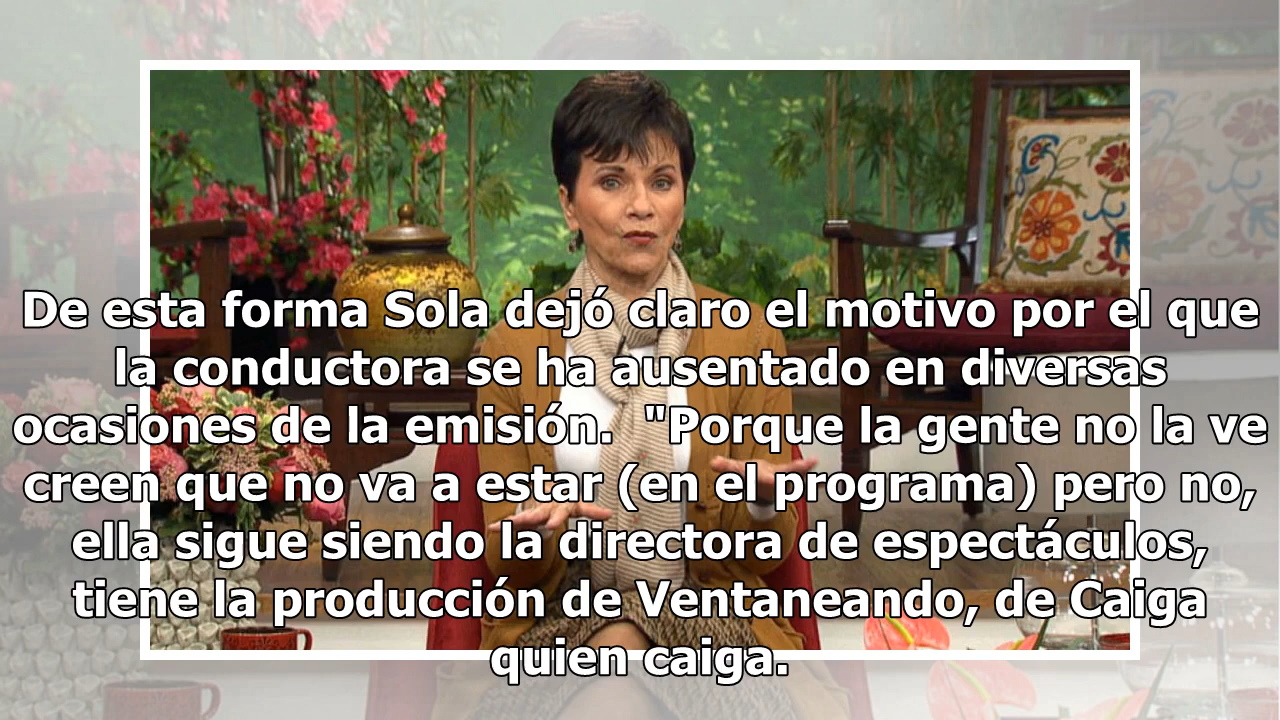 De esta forma Sola dejó claro el motivo por el que
la conductora se ha ausentado en diversas
ocasiones de la emisión.  "Porque la gente no la ve
creen que no va a estar (en el programa) pero no,
ella sigue siendo la directora de espectáculos,
tiene la producción de Ventaneando, de Caiga
quien caiga.